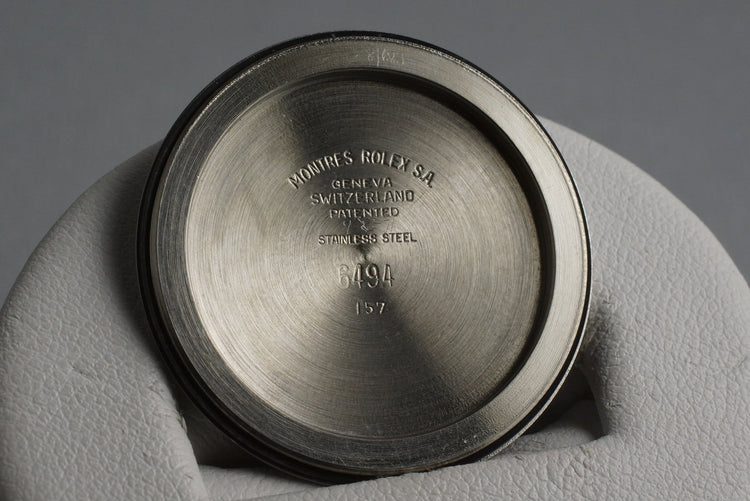 MONTRES ROLEX S.A.
GENEVA
SWITZERLAND
PATENTED
STAINLESS STEEL
6494
157